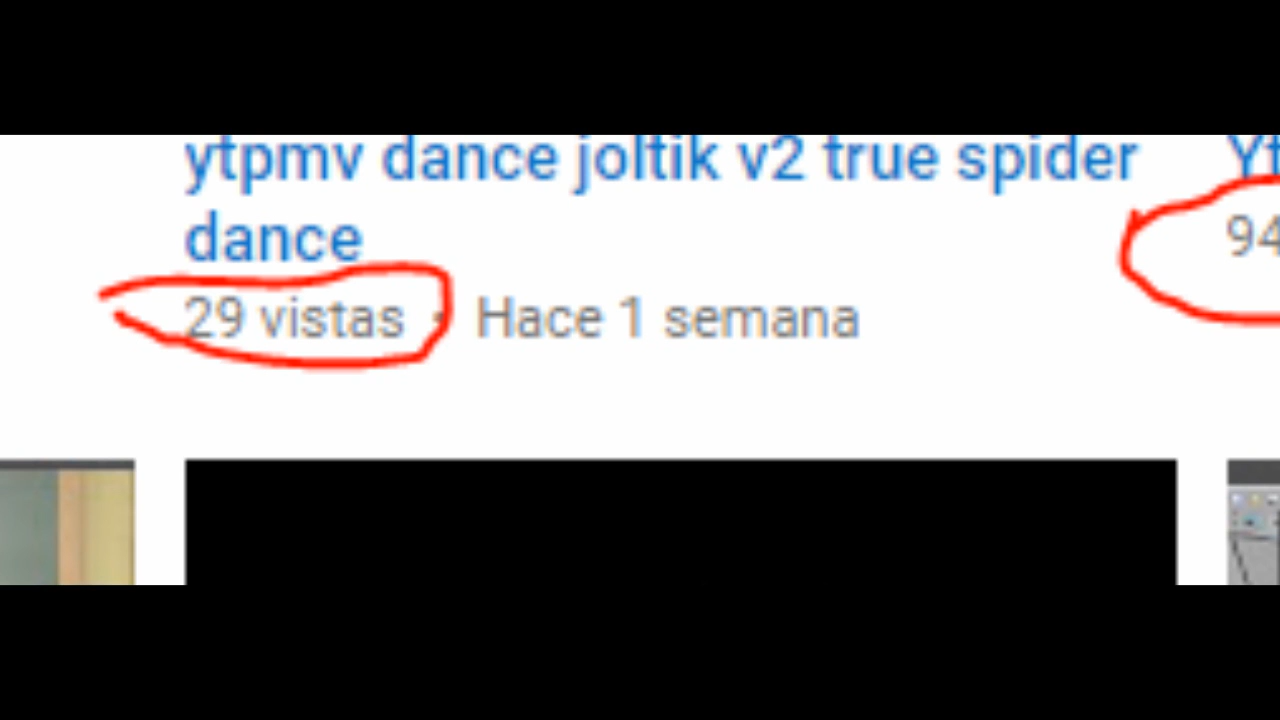 ytpmv dance joltik v2 true spider
dance
29 vistas · Hace 1 semana